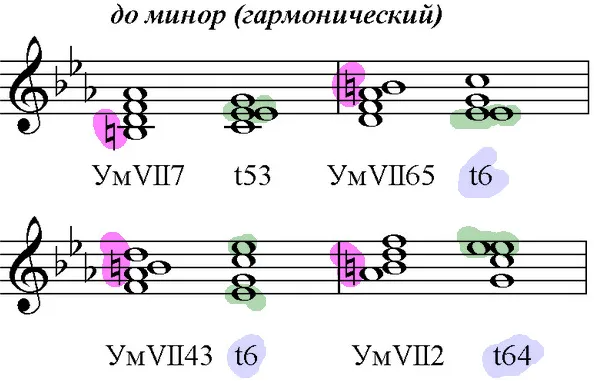 до минор (гармонический)
УмVII7 t53 УмVII65 t6
УмVII43 t6 УмVII2 t64